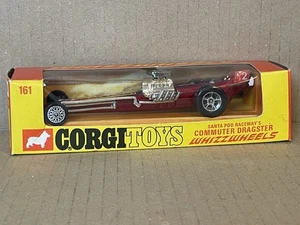 161
CORGI TOYS
SANTA POD RACEWAY'S
COMMUTER DRAGSTER
WHIZZWHEELS